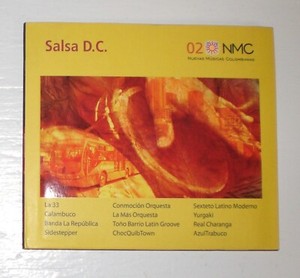 Salsa D.C.
02 NMC
Nuevas Músicas Colombianas
La 33
Calambuco
Banda La República
Sidestepper
Conmoción Orquesta
La Más Orquesta
Toño Barrio Latin Groove
ChocQuibTown
Sexteto Latino Moderno
Yurgaki
Real Charanga
AzulTrabuco